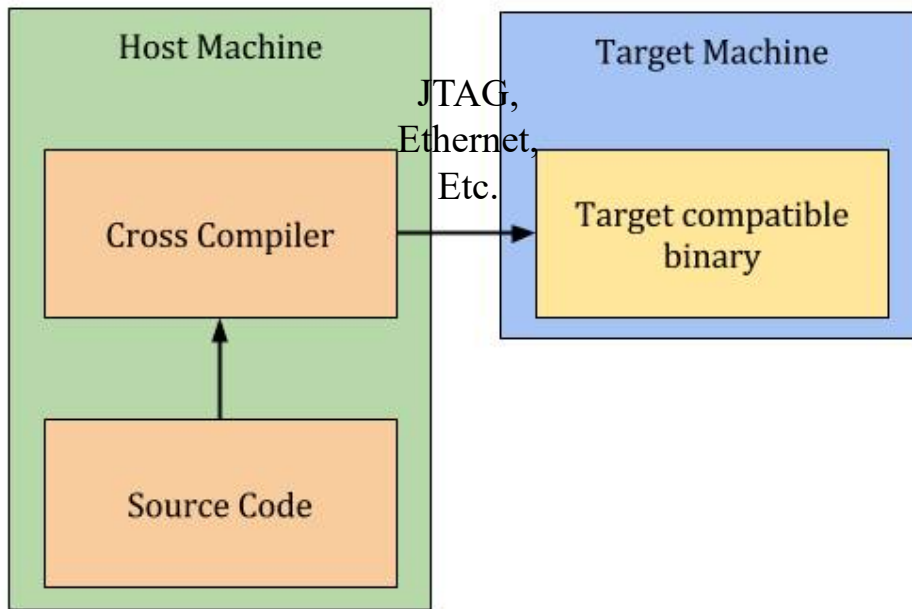 Host Machine
Target Machine
JTAG,
Ethernet,
Etc.
Cross Compiler
Target compatible
binary
Source Code